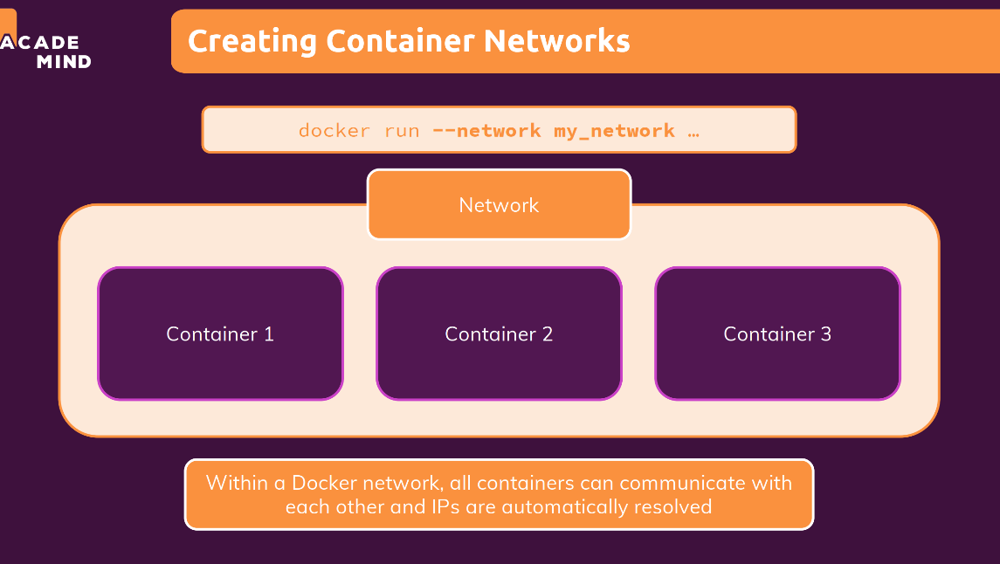 ACADE
MIND
Creating Container Networks
docker run --network my_network …
Network
Container 1
Container 2
Container 3
Within a Docker network, all containers can communicate with
each other and IPs are automatically resolved